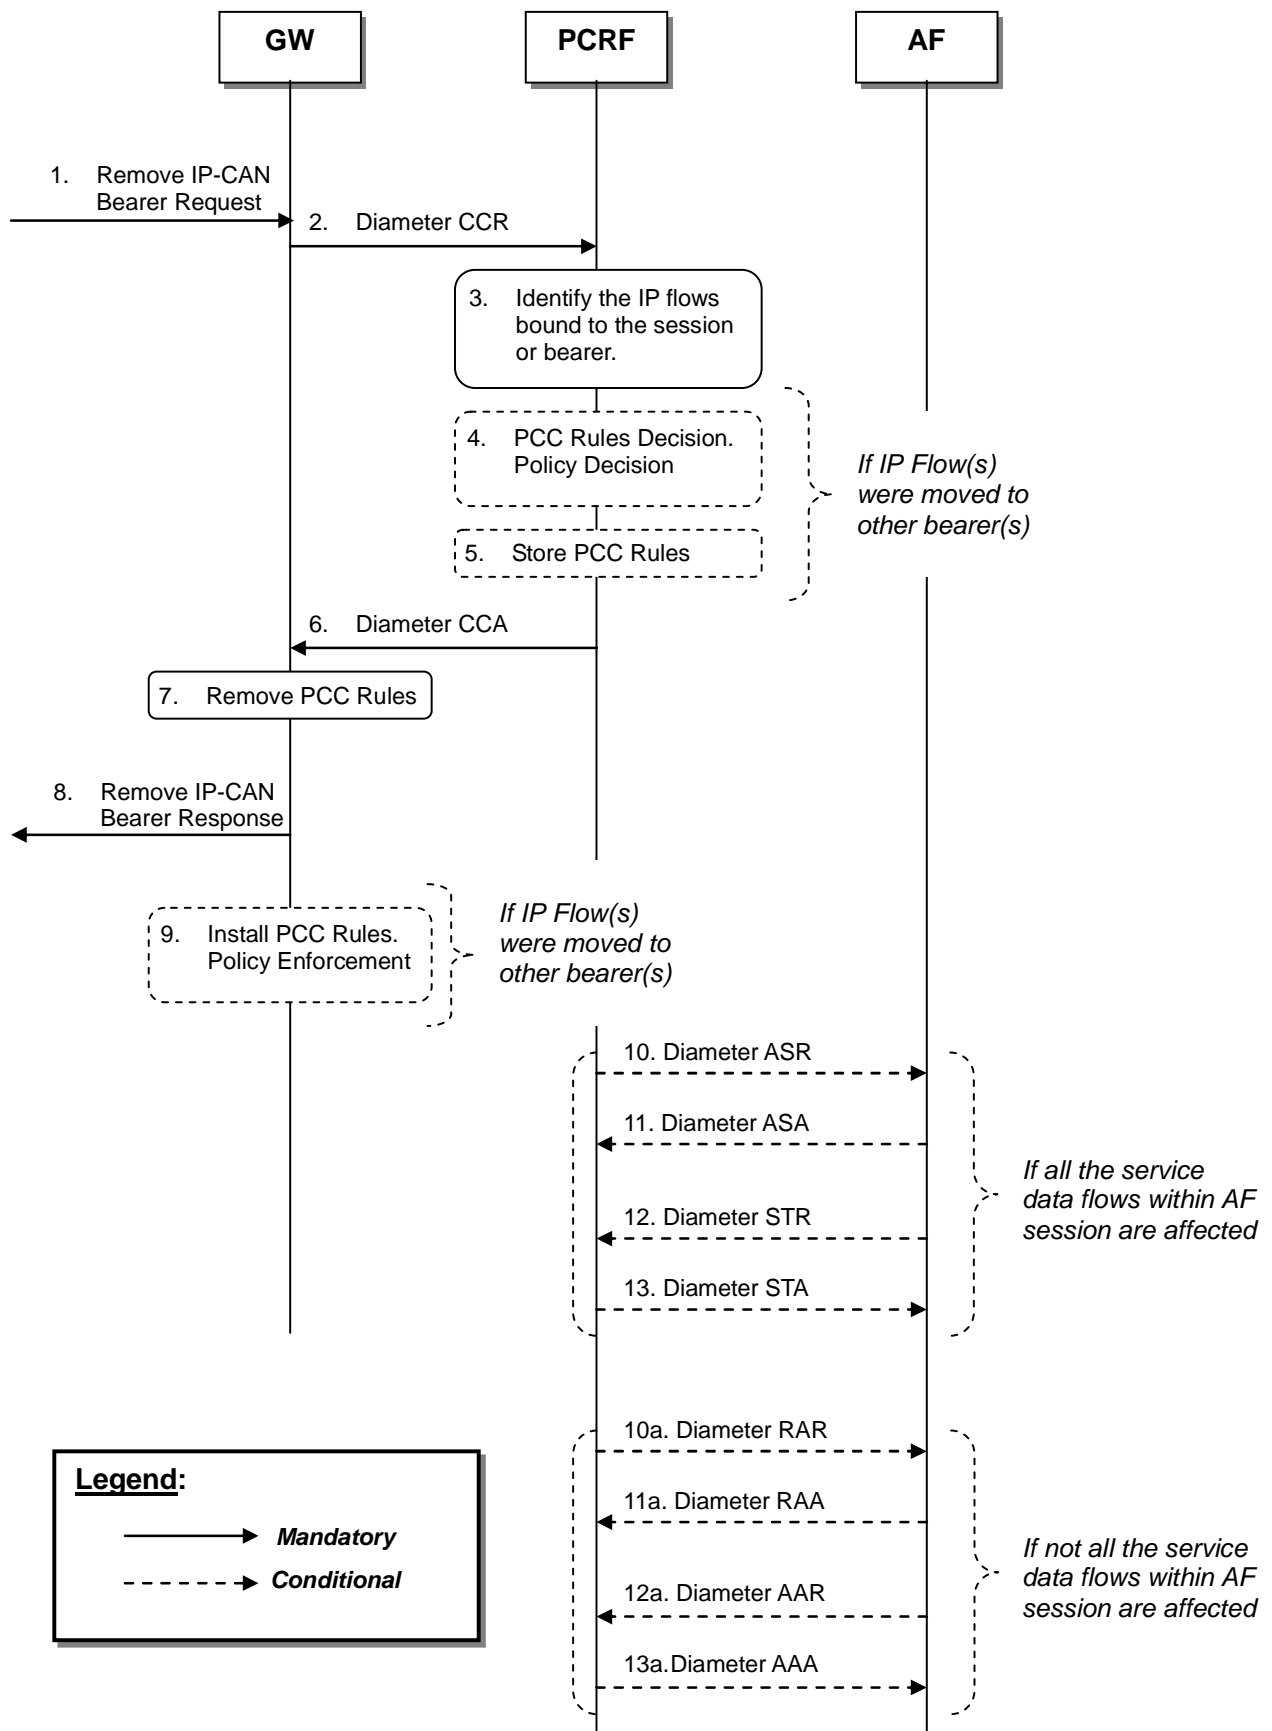 GW
PCRF
AF
1. Remove IP-CAN
Bearer Request
2. Diameter CCR
3. Identify the IP flows
bound to the session
or bearer.
4. PCC Rules Decision.
Policy Decision
If IP Flow(s)
were moved to
other bearer(s)
5. Store PCC Rules
6. Diameter CCA
7. Remove PCC Rules
8. Remove IP-CAN
Bearer Response
9. Install PCC Rules.
Policy Enforcement
If IP Flow(s)
were moved to
other bearer(s)
10. Diameter ASR
11. Diameter ASA
12. Diameter STR
13. Diameter STA
If all the service
data flows within AF
session are affected
10a. Diameter RAR
11a. Diameter RAA
12a. Diameter AAR
13a.Diameter AAA
If not all the service
data flows within AF
session are affected
Legend:
Mandatory
Conditional